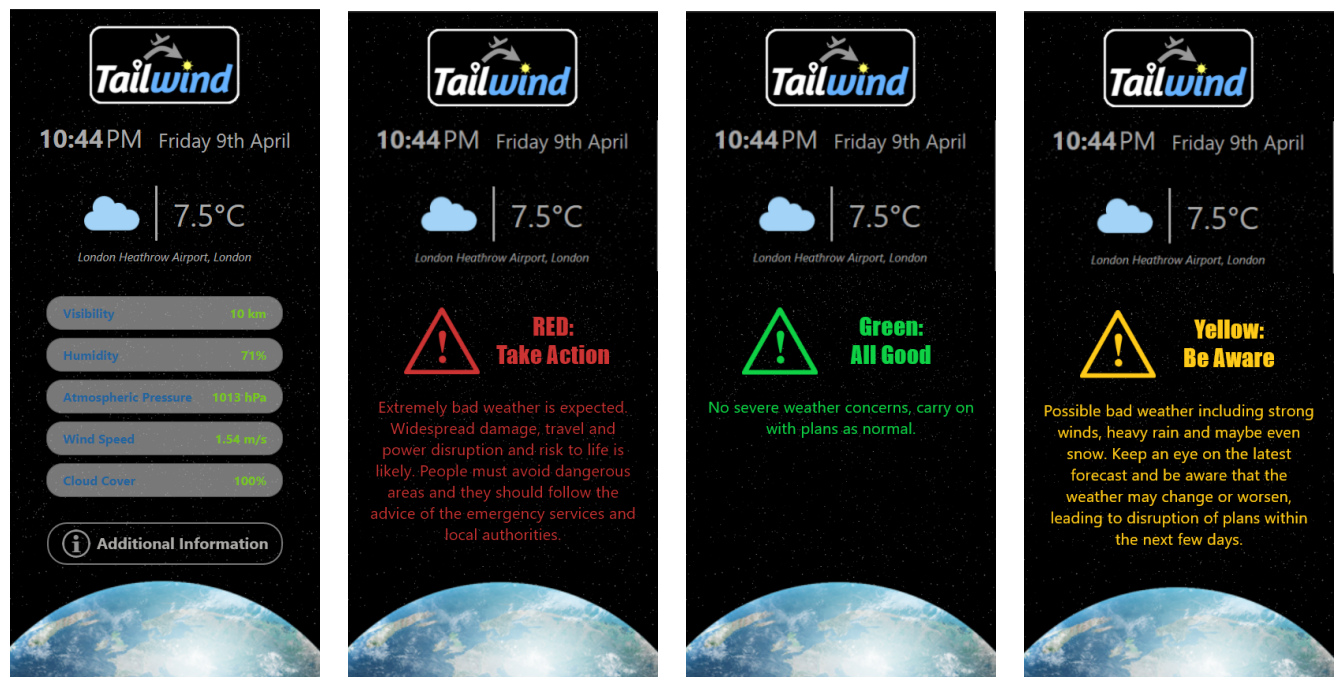 Tailwind
10:44 PM Friday 9th April
7.5°C
London Heathrow Airport, London
Visibility 10 km
Humidity 71%
Atmospheric Pressure 1013 hPa
Wind Speed 1.54 m/s
Cloud Cover 100%
Additional Information
Tailwind
10:44 PM Friday 9th April
7.5°C
London Heathrow Airport, London
RED:
Take Action
Extremely bad weather is expected.
Widespread damage, travel and
power disruption and risk to life is
likely. People must avoid dangerous
areas and they should follow the
advice of the emergency services and
local authorities.
Tailwind
10:44 PM Friday 9th April
7.5°C
London Heathrow Airport, London
Green:
All Good
No severe weather concerns, carry on
with plans as normal.
Tailwind
10:44 PM Friday 9th April
7.5°C
London Heathrow Airport, London
Yellow:
Be Aware
Possible bad weather including strong
winds, heavy rain and maybe even
snow. Keep an eye on the latest
forecast and be aware that the
weather may change or worsen,
leading to disruption of plans within
the next few days.